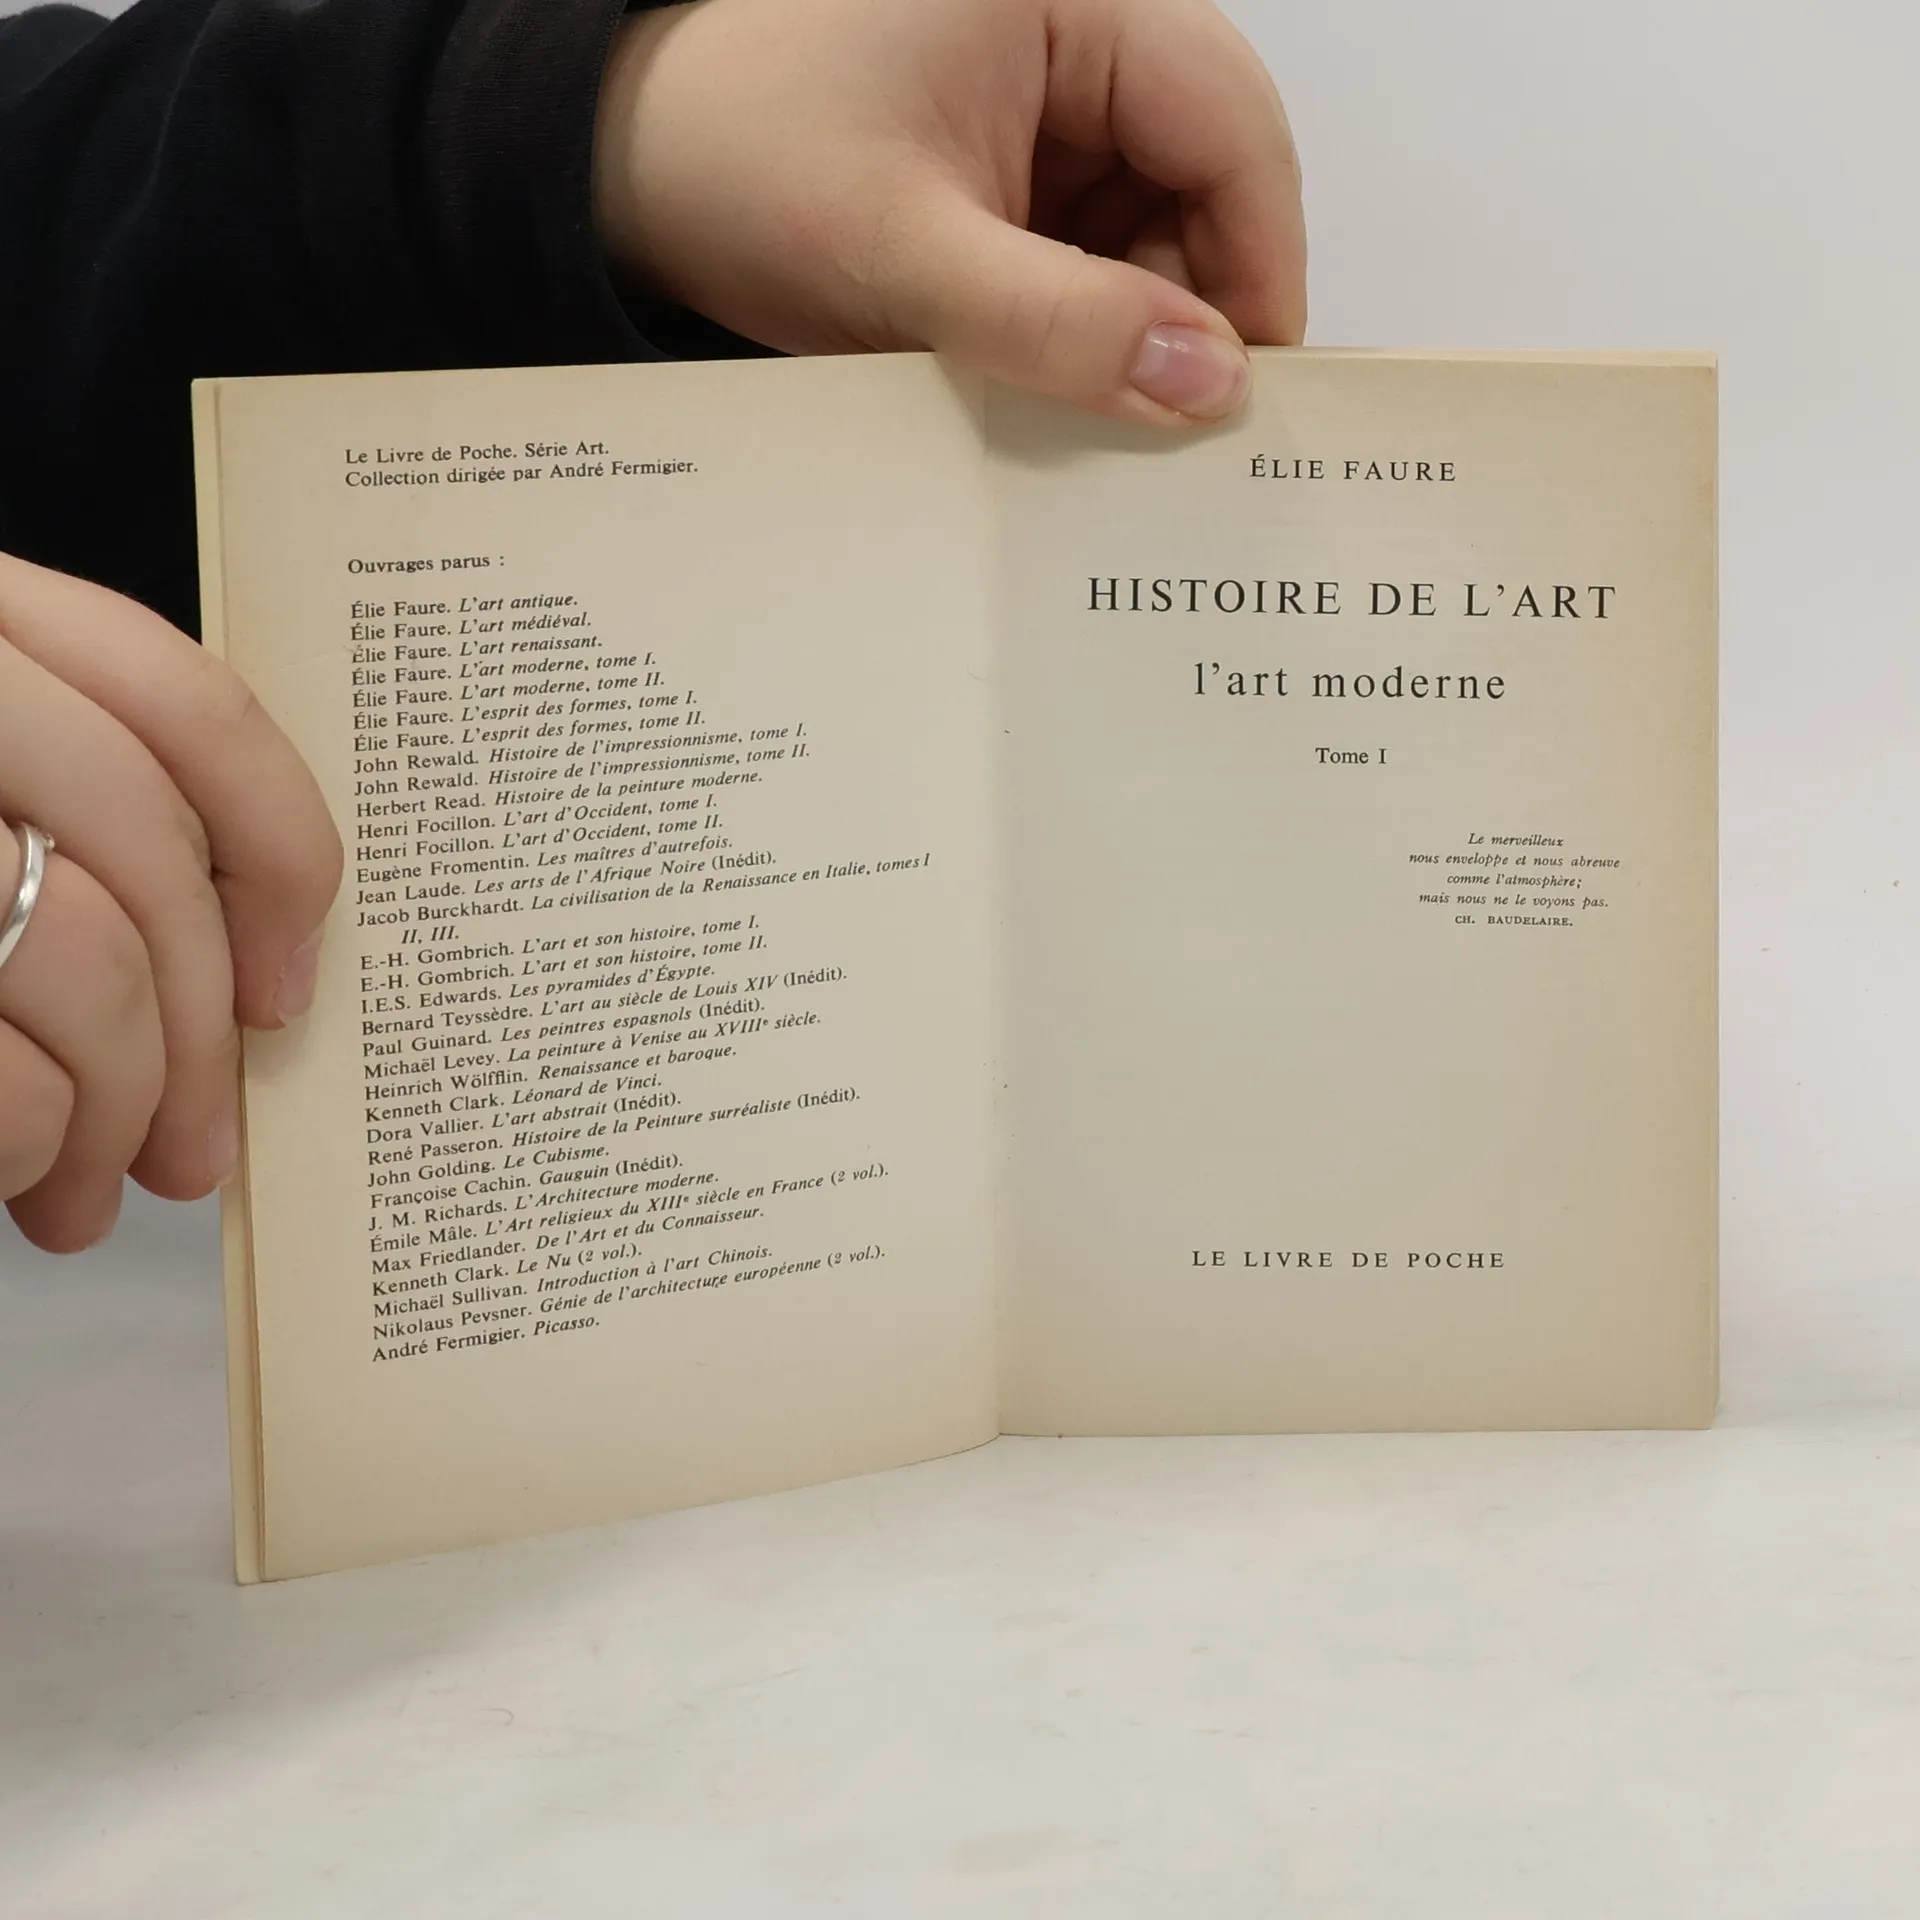 Le Livre de Poche. Série Art.
Collection dirigée par André Fermigier.
Ouvrages parus :
Élie Faure. L'art antique.
Élie Faure. L'art médiéval.
Élie Faure. L'art renaissant.
Élie Faure. L'art moderne, tome I.
Élie Faure. L'art moderne, tome II.
Élie Faure. L'esprit des formes, tome I.
Élie Faure. L'esprit des formes, tome II.
John Rewald. Histoire de l'impressionnisme, tome I.
John Rewald. Histoire de l'impressionnisme, tome II.
Herbert Read. Histoire de la peinture moderne.
Henri Focillon. L'art d'Occident, tome I.
Henri Focillon. L'art d'Occident, tome II.
Eugène Fromentin. Les maîtres d'autrefois.
Jean Laude. Les arts de l'Afrique Noire (Inédit).
Jacob Burckhardt. La civilisation de la Renaissance en Italie, tomes I
II, III.
E.-H. Gombrich. L'art et son histoire, tome I.
E.-H. Gombrich. L'art et son histoire, tome II.
I.E.S. Edwards. Les pyramides d'Égypte.
Bernard Teyssèdre. L'art au siècle de Louis XIV (Inédit).
Paul Guinard. Les peintres espagnols (Inédit).
Michaël Levey. La peinture à Venise au XVIIIe siècle.
Heinrich Wölfflin. Renaissance et baroque.
Kenneth Clark. Léonard de Vinci.
Dora Vallier. L'art abstrait (Inédit).
René Passeron. Histoire de la Peinture surréaliste (Inédit).
John Golding. Le Cubisme.
Françoise Cachin. Gauguin (Inédit).
J. M. Richards. L'Architecture moderne.
Émile Mâle. L'Art religieux du XIIIe siècle en France (2 vol.).
Max Friedlander. De l'Art et du Connaisseur.
Kenneth Clark. Le Nu (2 vol.).
Michaël Sullivan. Introduction à l'art Chinois.
Nikolaus Pevsner. Génie de l'architecture européenne (2 vol.).
André Fermigier. Picasso.
ÉLIE FAURE
HISTOIRE DE L'ART
l'art moderne
Tome I
Le merveilleux
nous enveloppe et nous abreuve
comme l'atmosphère;
mais nous ne le voyons pas.
CH. BAUDELAIRE.
LE LIVRE DE POCHE